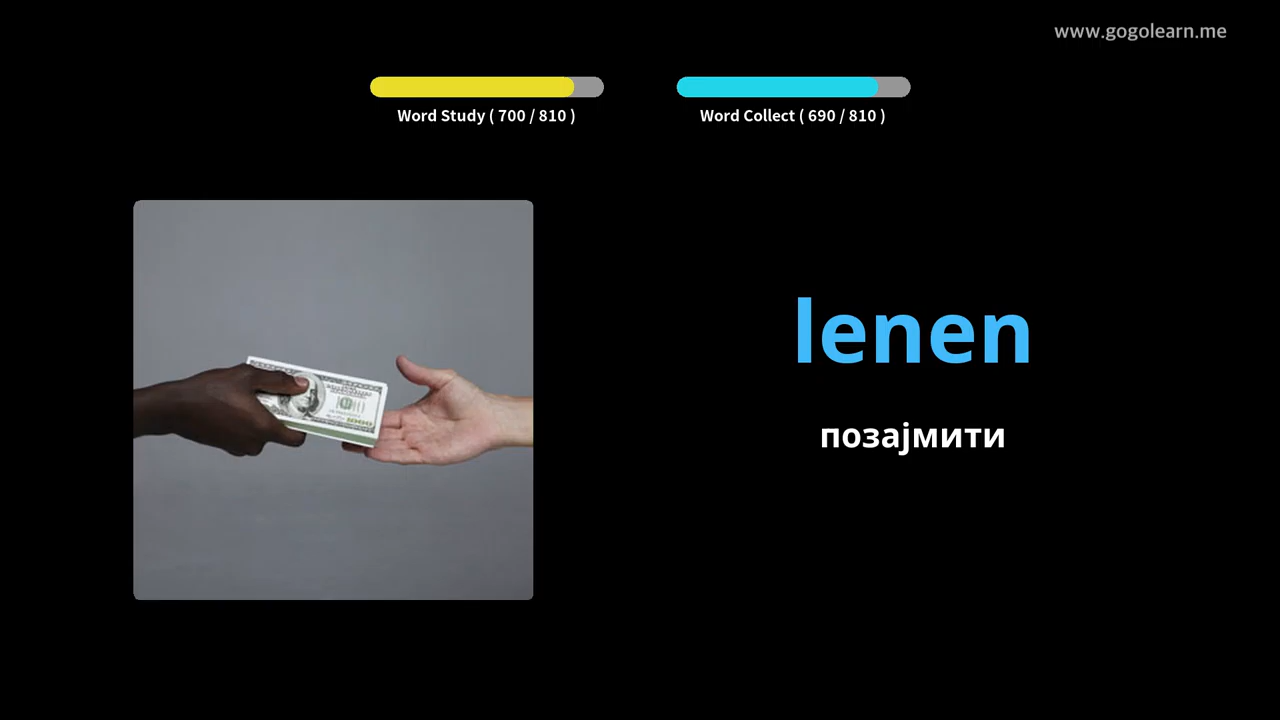 www.gogolearn.me
Word Study ( 700 / 810 )
Word Collect ( 690 / 810 )
lenen
позајмити